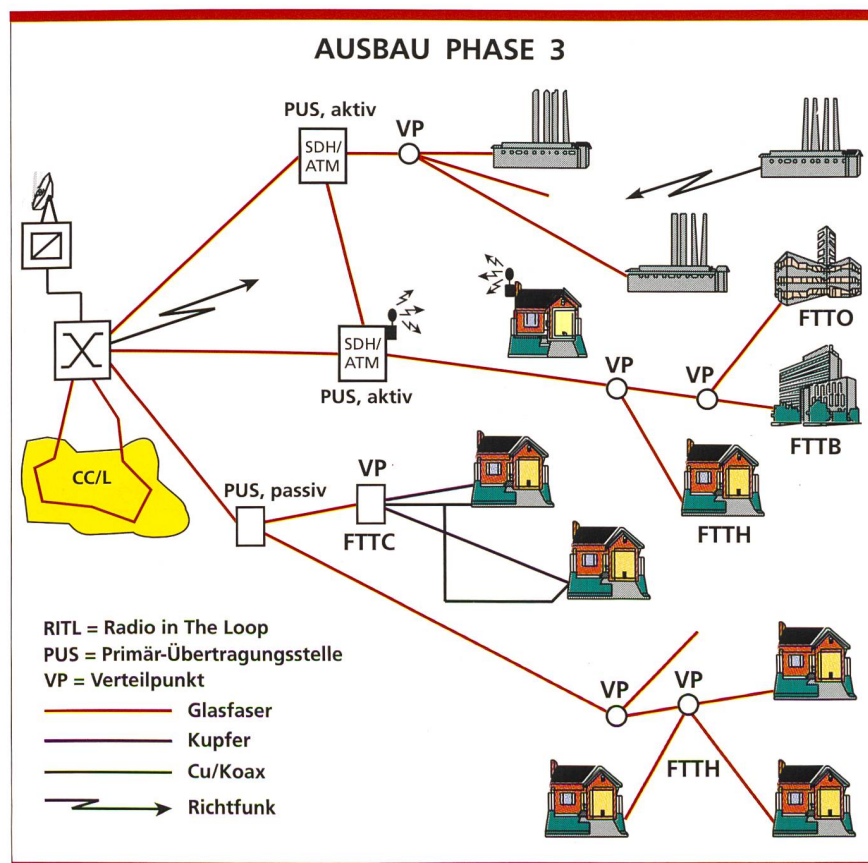 AUSBAU PHASE 3
PUS, aktiv
VP
SDH/
ATM
FTTO
SDH/
ATM
PUS, aktiv
VP
VP
FTTB
CC/L
PUS, passiv
VP
FTTC
FTTH
RITL = Radio in The Loop
PUS = Primär-Übertragungsstelle
VP = Verteilpunkt
Glasfaser
Kupfer
Cu/Koax
Richtfunk
VP
VP
FTTH